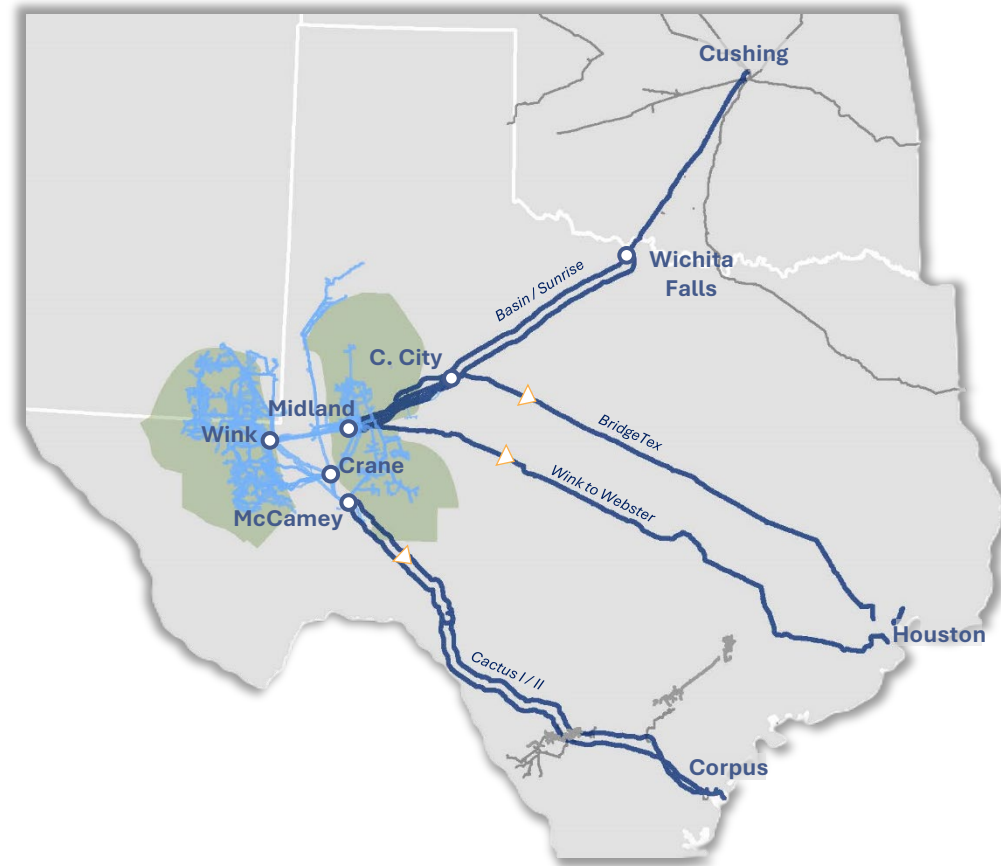 Cushing
Wichita
Falls
Basin / Sunrise
C. City
Midland
BridgeTex
Wink
Crane
Wink to Webster
McCamey
Houston
Cactus I / II
Corpus